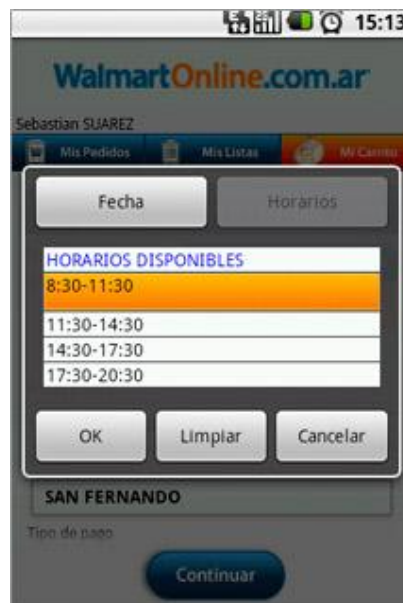 15:13
WalmartOnline.com.ar
Sebastian SUAREZ
Mis Pedidos Mis Listas Mi Carrito
Fecha Horarios
HORARIOS DISPONIBLES
8:30-11:30
11:30-14:30
14:30-17:30
17:30-20:30
OK Limpiar Cancelar
SAN FERNANDO
Tipo de pago
Continuar